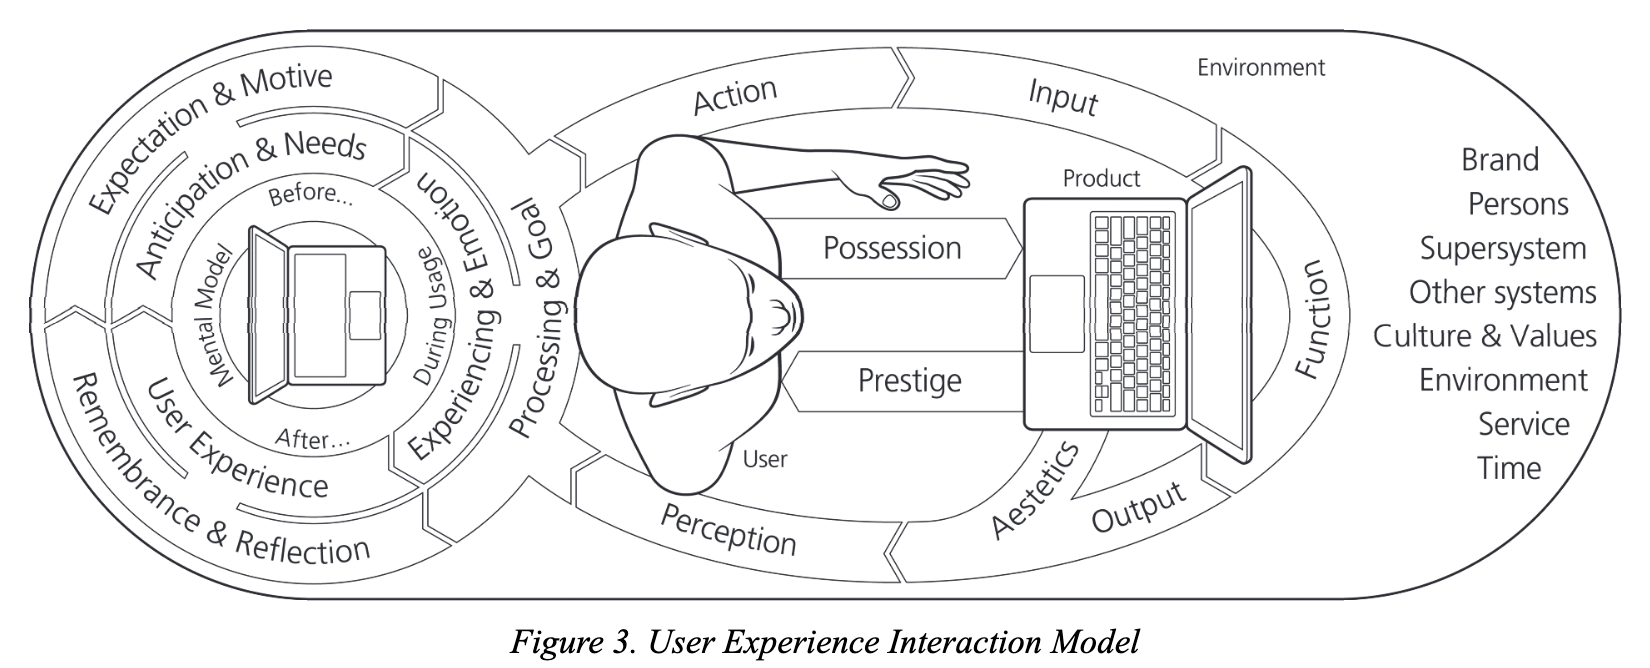 Expectation & Motive
Anticipation & Needs
Before...
Mental Model
During Usage
Experiencing & Emotion
Processing & Goal
After...
User Experience
Remembrance & Reflection
Action
Input
Possession
Product
Prestige
User
Perception
Aestetics
Output
Function
Environment
Brand
Persons
Supersystem
Other systems
Culture & Values
Environment
Service
Time
Figure 3. User Experience Interaction Model